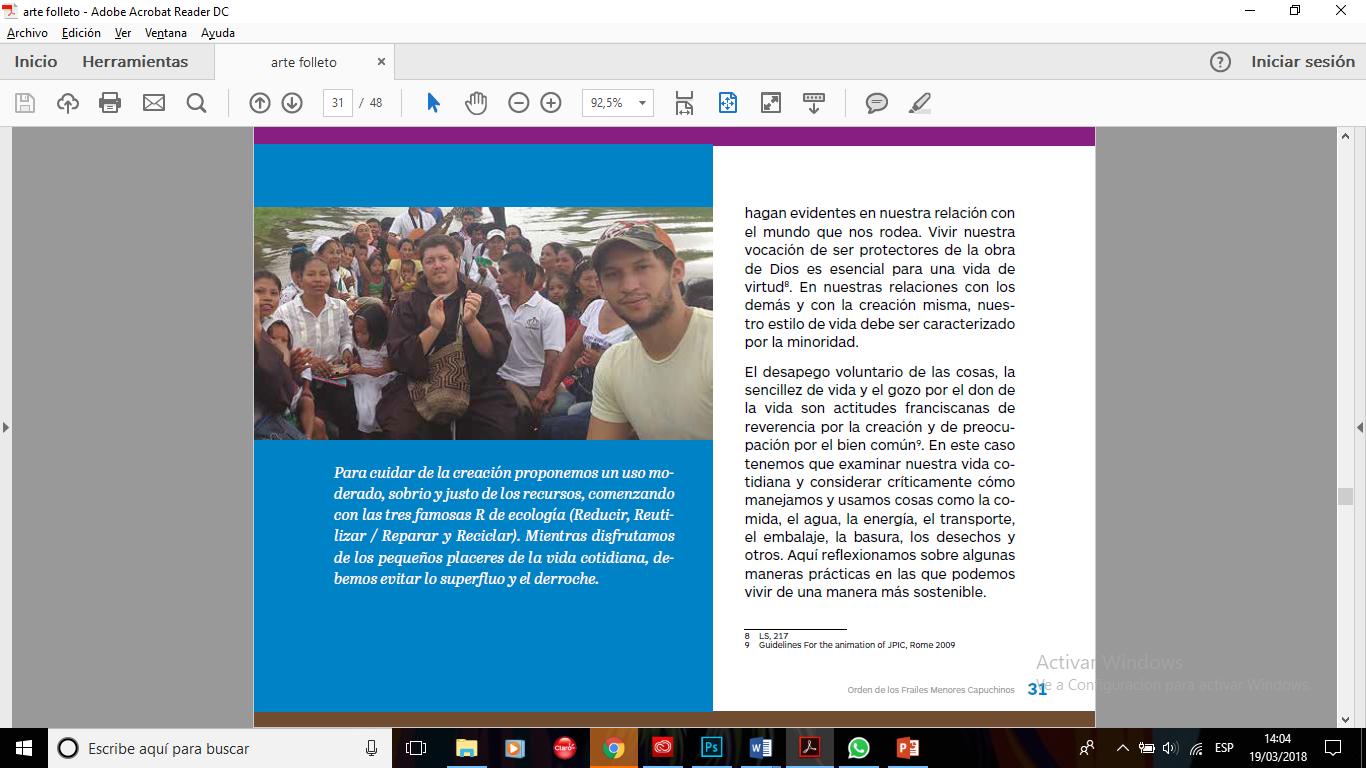 arte folleto - Adobe Acrobat Reader DC
Archivo Edición Ver Ventana Ayuda
Inicio Herramientas arte folleto Iniciar sesión
31 / 48 92,5%
Para cuidar de la creación proponemos un uso mo-
derado, sobrio y justo de los recursos, comenzando
con las tres famosas R de ecología (Reducir, Reuti-
lizar / Reparar y Reciclar). Mientras disfrutamos
de los pequeños placeres de la vida cotidiana, de-
bemos evitar lo superfluo y el derroche.
hagan evidentes en nuestra relación con
el mundo que nos rodea. Vivir nuestra
vocación de ser protectores de la obra
de Dios es esencial para una vida de
virtud⁸. En nuestras relaciones con los
demás y con la creación misma, nues-
tro estilo de vida debe ser caracterizado
por la minoridad.
El desapego voluntario de las cosas, la
sencillez de vida y el gozo por el don de
la vida son actitudes franciscanas de
reverencia por la creación y de preocu-
pación por el bien común⁹. En este caso
tenemos que examinar nuestra vida co-
tidiana y considerar críticamente cómo
manejamos y usamos cosas como la co-
mida, el agua, la energía, el transporte,
el embalaje, la basura, los desechos y
otros. Aquí reflexionamos sobre algunas
maneras prácticas en las que podemos
vivir de una manera más sostenible.
8 LS, 217
9 Guidelines For the animation of JPIC, Rome 2009
Orden de los Frailes Menores Capuchinos 31
Activar Windows
Ve a Configuración para activar Windows.
Escribe aquí para buscar
Claro
Ps
ESP
14:04
19/03/2018